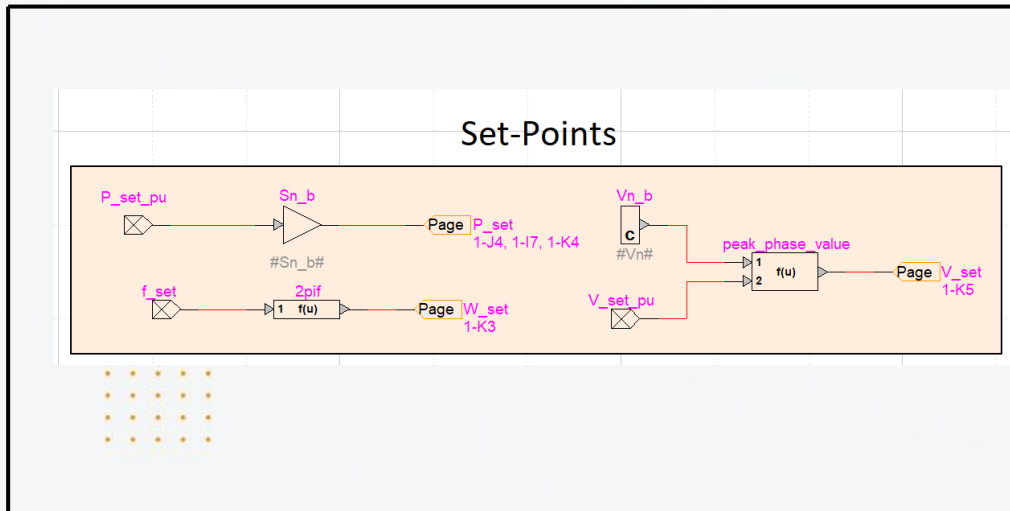 Set-Points
P_set_pu
Sn_b
Page
P_set
1-J4, 1-I7, 1-K4
#Sn_b#
f_set
2pif
1 f(u)
Page
W_set
1-K3
Vn_b
C
#Vn#
peak_phase_value
1
f(u)
2
Page
V_set
1-K5
V_set_pu